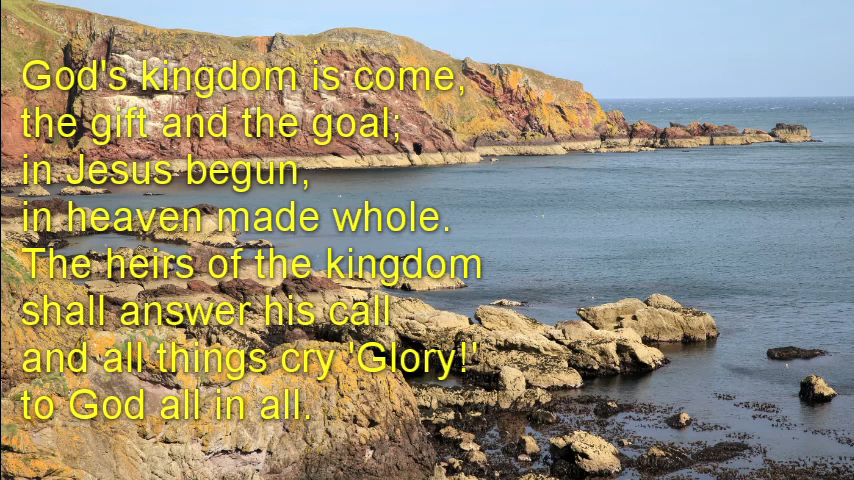 God's kingdom is come,
the gift and the goal;
in Jesus begun,
in heaven made whole.
The heirs of the kingdom
shall answer his call
and all things cry 'Glory!'
to God all in all.